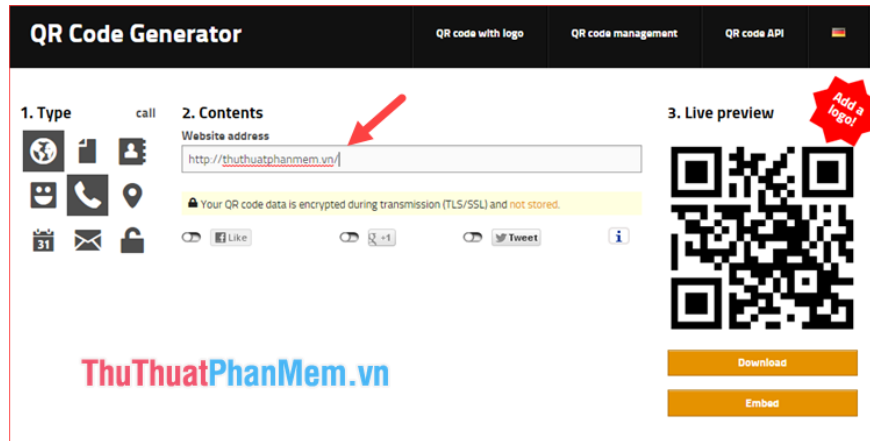 QR Code Generator
QR code with logo
QR code management
QR code API
1. Type
call
2. Contents
3. Live preview
Add a
logo!
Website address
http://thuthuatphanmem.vn/
Your QR code data is encrypted during transmission (TLS/SSL) and not stored.
31
Like
g +1
Tweet
i
Download
Embed
ThuThuatPhanMem.vn